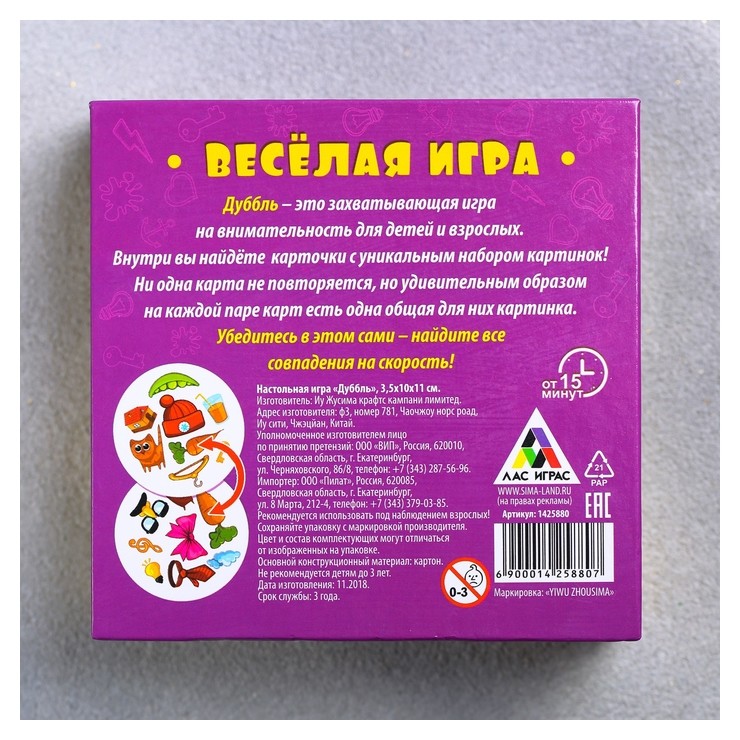 • ВЕСЁЛАЯ ИГРА •
Дуббль – это захватывающая игра
на внимательность для детей и взрослых.
Внутри вы найдёте карточки с уникальным набором картинок!
Ни одна карта не повторяется, но удивительным образом
на каждой паре карт есть одна общая для них картинка.
Убедитесь в этом сами – найдите все
совпадения на скорость!
Настольная игра «Дуббль», 3,5х10х11 см.
Изготовитель: Иу Жусима крафтс кампани лимитед.
Адрес изготовителя: ф3, номер 781, Чаочжоу норс роад,
Иу сити, Чжэцйан, Китай.
Уполномоченное изготовителем лицо
по принятию претензий: ООО «ВИП», Россия, 620010,
Свердловская область, г. Екатеринбург,
ул. Черняховского, 86/8, телефон: +7 (343) 287-56-96.
Импортер: ООО «Пилат», Россия, 620085,
Свердловская область, г. Екатеринбург,
ул. 8 Марта, 212-4, телефон: +7 (343) 379-03-85.
Рекомендуется использовать под наблюдением взрослых!
Сохраняйте упаковку с маркировкой производителя.
Цвет и состав комплектующих могут отличаться
от изображенных на упаковке.
Основной конструкционный материал: картон.
Не рекомендуется детям до 3 лет.
Дата изготовления: 11.2018.
Срок службы: 3 года.
0-3
от 15
минут
ЛАС ИГРАС
WWW.SIMA-LAND.RU
(на правах рекламы)
Артикул: 1425880
21
PAP
EAC
6 900014 258807
Маркировка: «YIWU ZHOUSIMA»